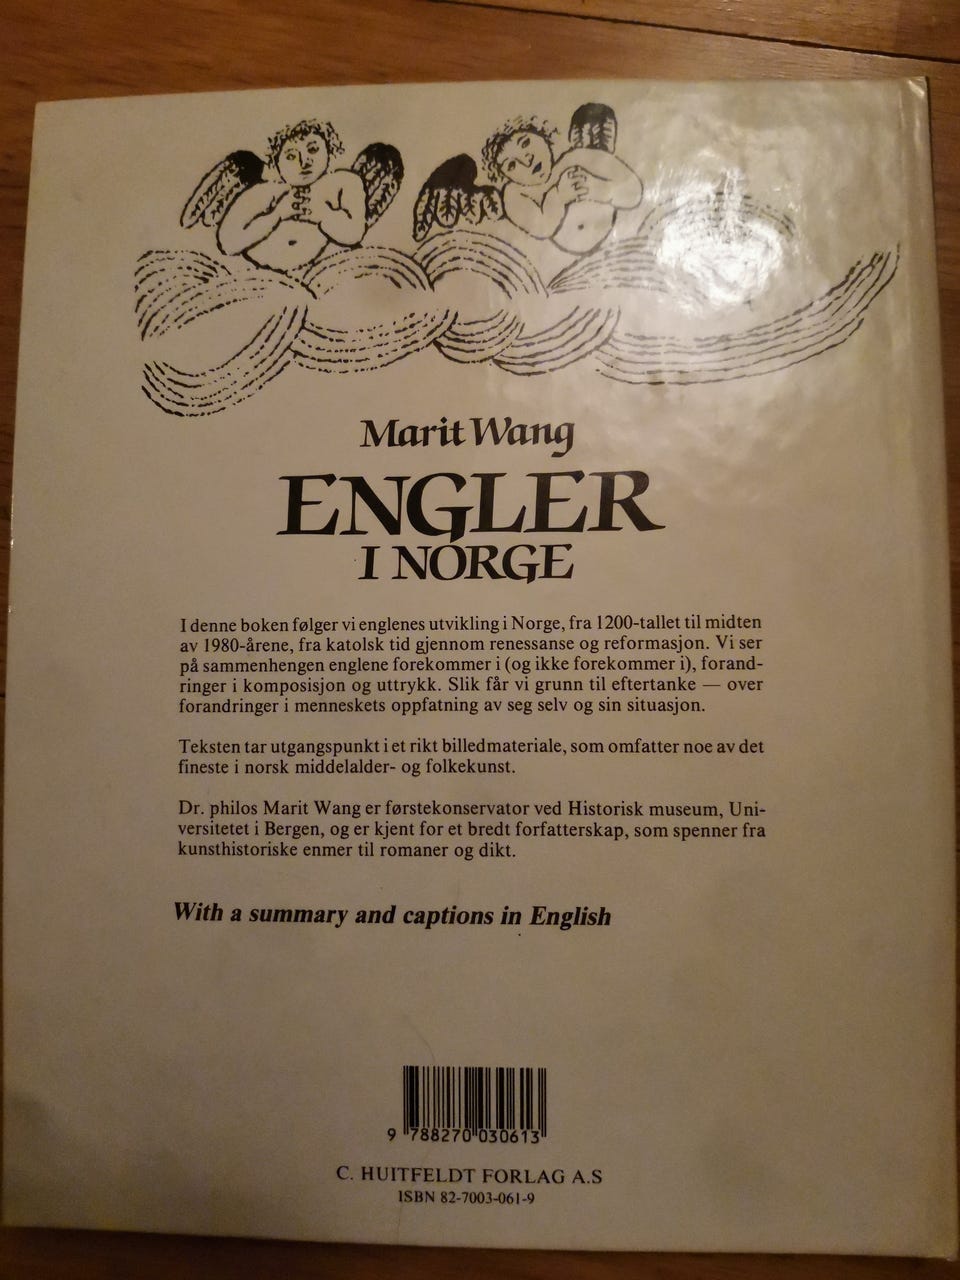 Marit Wang
ENGLER
I NORGE
I denne boken følger vi englenes utvikling i Norge, fra 1200-tallet til midten
av 1980-årene, fra katolsk tid gjennom renessanse og reformasjon. Vi ser
på sammenhengen englene forekommer i (og ikke forekommer i), forand-
ringer i komposisjon og uttrykk. Slik får vi grunn til eftertanke — over
forandringer i menneskets oppfatning av seg selv og sin situasjon.
Teksten tar utgangspunkt i et rikt billedmateriale, som omfatter noe av det
fineste i norsk middelalder- og folkekunst.
Dr. philos Marit Wang er førstekonservator ved Historisk museum, Uni-
versitetet i Bergen, og er kjent for et bredt forfatterskap, som spenner fra
kunsthistoriske enmer til romaner og dikt.
With a summary and captions in English
9 788270 030613
C. HUITFELDT FORLAG A.S
ISBN 82-7003-061-9